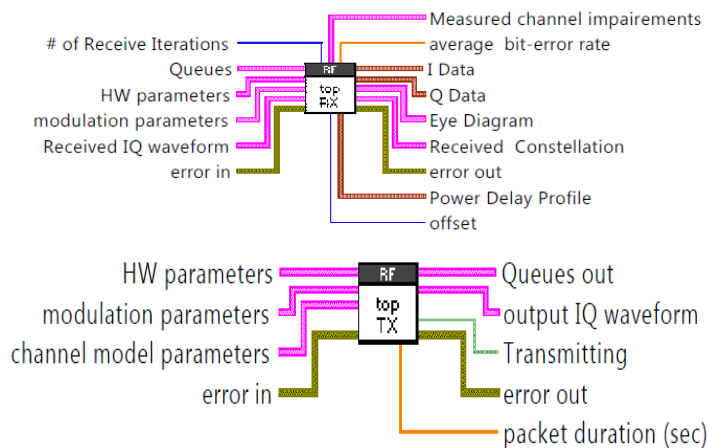 Measured channel impairements
# of Receive Iterations
average bit-error rate
Queues
RF
I Data
HW parameters
top
RX
Q Data
modulation parameters
Eye Diagram
Received IQ waveform
Received Constellation
error in
error out
Power Delay Profile
offset
HW parameters
RF
Queues out
modulation parameters
top
TX
output IQ waveform
channel model parameters
Transmitting
error in
error out
packet duration (sec)